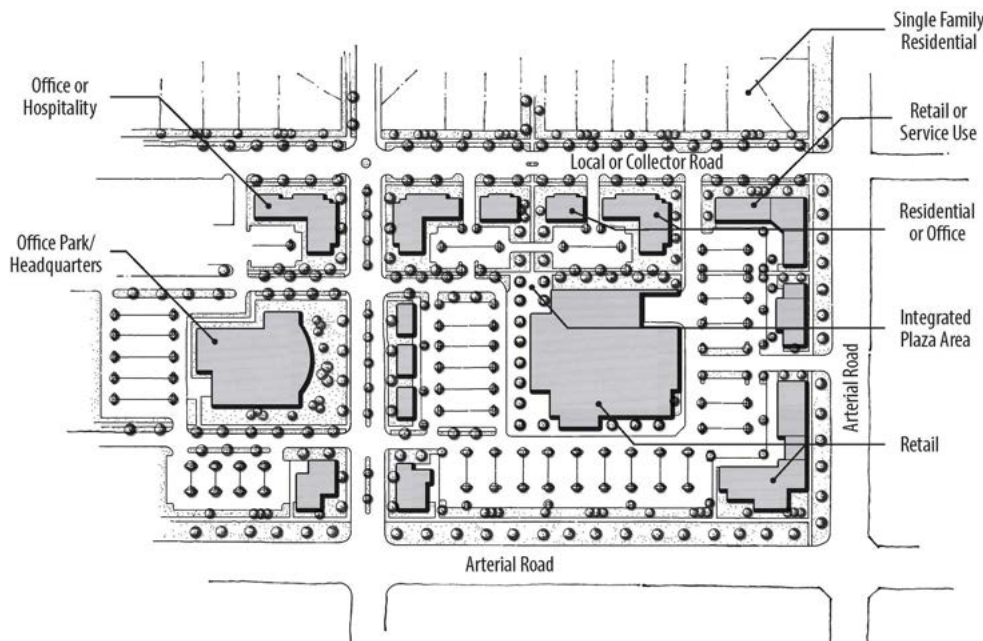 Single Family
Residential
Office or
Hospitality
Retail or
Service Use
Local or Collector Road
Residential
or Office
Office Park/
Headquarters
Integrated
Plaza Area
Arterial Road
Retail
Arterial Road